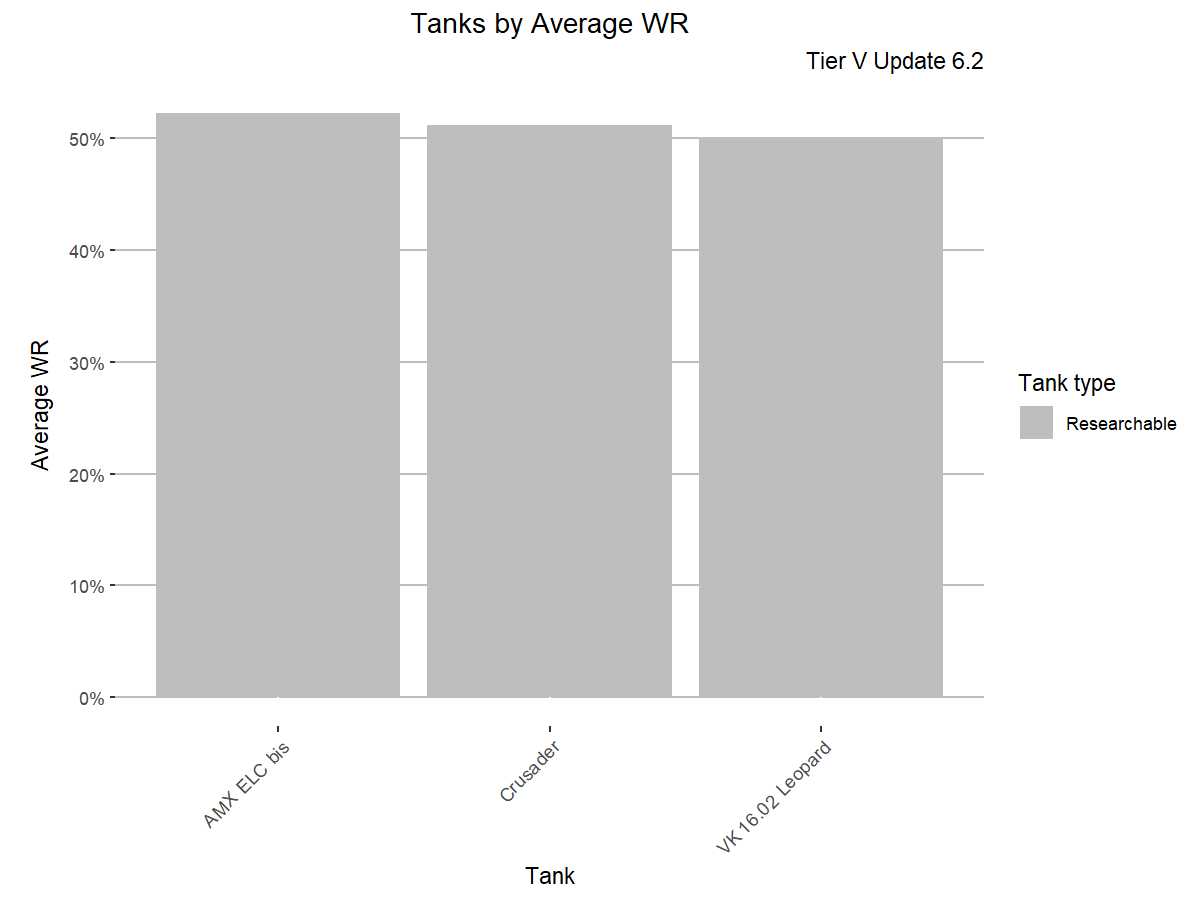 Tanks by Average WR
Tier V Update 6.2
Average WR
50%
40%
30%
20%
10%
0%
AMX ELC bis
Crusader
VK 16.02 Leopard
Tank
Tank type
Researchable